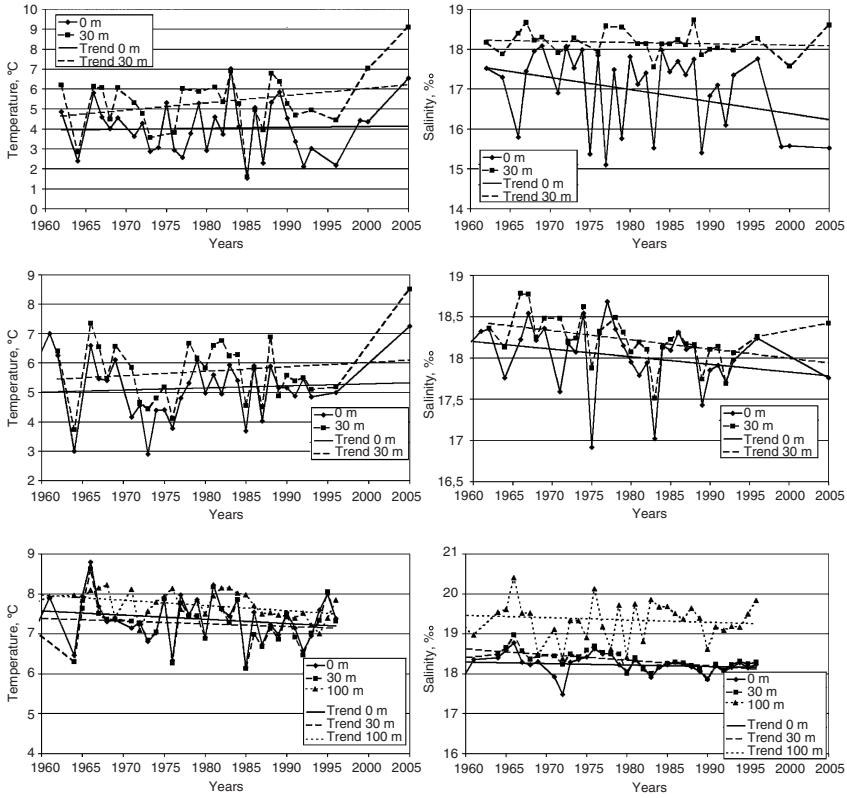 10
9
8
7
6
5
4
3
2
1
0
Temperature, °C
0 m
30 m
Trend 0 m
Trend 30 m
1960 1965 1970 1975 1980 1985 1990 1995 2000 2005
Years
19
18
17
16
15
14
Salinity, ‰
0 m
30 m
Trend 0 m
Trend 30 m
1960 1965 1970 1975 1980 1985 1990 1995 2000 2005
Years
9
8
7
6
5
4
3
2
Temperature, °C
0 m
30 m
Trend 0 m
Trend 30 m
1960 1965 1970 1975 1980 1985 1990 1995 2000 2005
Years
19
18,5
18
17,5
17
16,5
Salinity, ‰
0 m
30 m
Trend 0 m
Trend 30 m
1960 1965 1970 1975 1980 1985 1990 1995 2000 2005
Years
9
8
7
6
5
4
Temperature, °C
0 m
30 m
100 m
Trend 0 m
Trend 30 m
Trend 100 m
1960 1965 1970 1975 1980 1985 1990 1995 2000 2005
Years
21
20
19
18
17
16
Salinity, ‰
0 m
30 m
100 m
Trend 0 m
Trend 30 m
Trend 100 m
1960 1965 1970 1975 1980 1985 1990 1995 2000 2005
Years